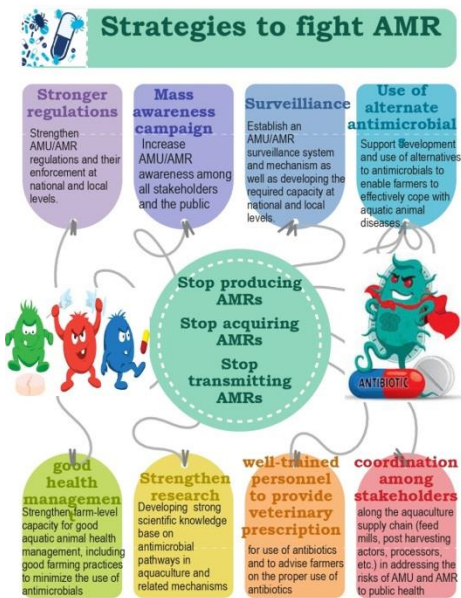 Strategies to fight AMR
Stronger
regulations
Strengthen
AMU/AMR
regulations and their
enforcement at
national and local
levels.
Mass
awareness
campaign
Increase
AMU/AMR
awareness among
all stakeholders
and the public
Surveilliance
Establish an
AMU/AMR
surveillance system
and mechanism as
well as developing the
required capacity at
national and local
levels.
Use of
alternate
antimicrobial
Support development
and use of alternatives
to antimicrobials to
enable farmers to
effectively cope with
aquatic animal
diseases
Stop producing
AMRs
Stop acquiring
AMRs
Stop
transmitting
AMRs
ANTIBIOTIC
good
health
managemen
Strengthen farm-level
capacity for good
aquatic animal health
management, including
good farming practices
to minimize the use of
antimicrobials
Strengthen
research
Developing strong
scientific knowledge
base on
antimicrobial
pathways in
aquaculture and
related mechanisms
well-trained
personnel
to provide
veterinary
prescription
for use of antibiotics
and to advise farmers
on the proper use of
antibiotics
coordination
among
stakeholders
along the aquaculture
supply chain (feed
mills, post harvesting
actors, processors,
etc.) in addressing the
risks of AMU and AMR
to public health